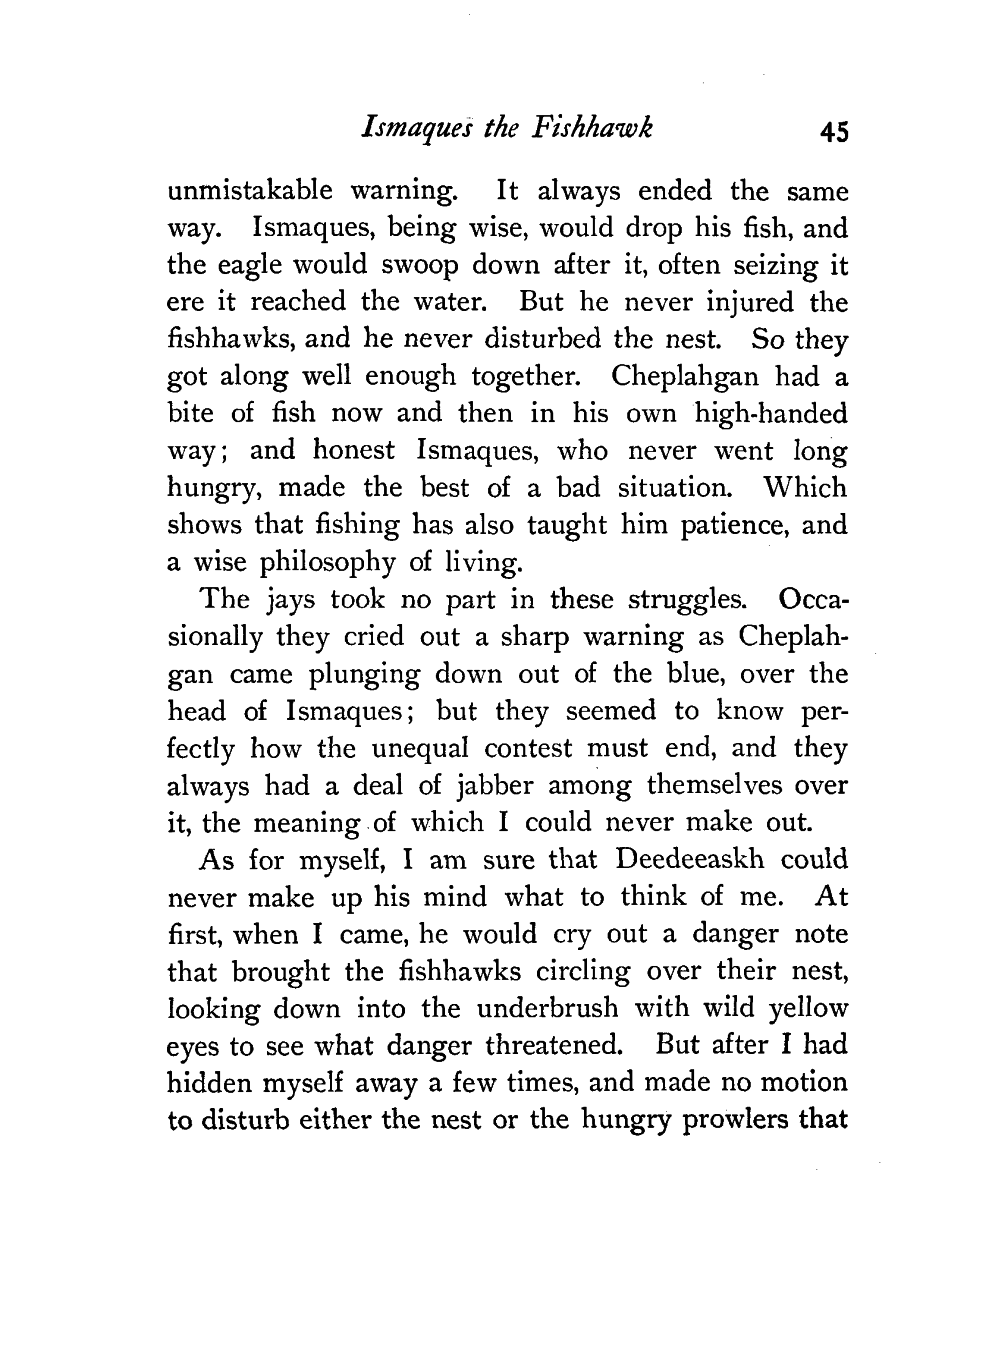 Ismaques the Fishhawk 45
unmistakable warning. It always ended the same
way. Ismaques, being wise, would drop his fish, and
the eagle would swoop down after it, often seizing it
ere it reached the water. But he never injured the
fishhawks, and he never disturbed the nest. So they
got along well enough together. Cheplahgan had a
bite of fish now and then in his own high-handed
way; and honest Ismaques, who never went long
hungry, made the best of a bad situation. Which
shows that fishing has also taught him patience, and
a wise philosophy of living.
The jays took no part in these struggles. Occa-
sionally they cried out a sharp warning as Cheplah-
gan came plunging down out of the blue, over the
head of Ismaques; but they seemed to know per-
fectly how the unequal contest must end, and they
always had a deal of jabber among themselves over
it, the meaning of which I could never make out.
As for myself, I am sure that Deedeeaskh could
never make up his mind what to think of me. At
first, when I came, he would cry out a danger note
that brought the fishhawks circling over their nest,
looking down into the underbrush with wild yellow
eyes to see what danger threatened. But after I had
hidden myself away a few times, and made no motion
to disturb either the nest or the hungry prowlers that